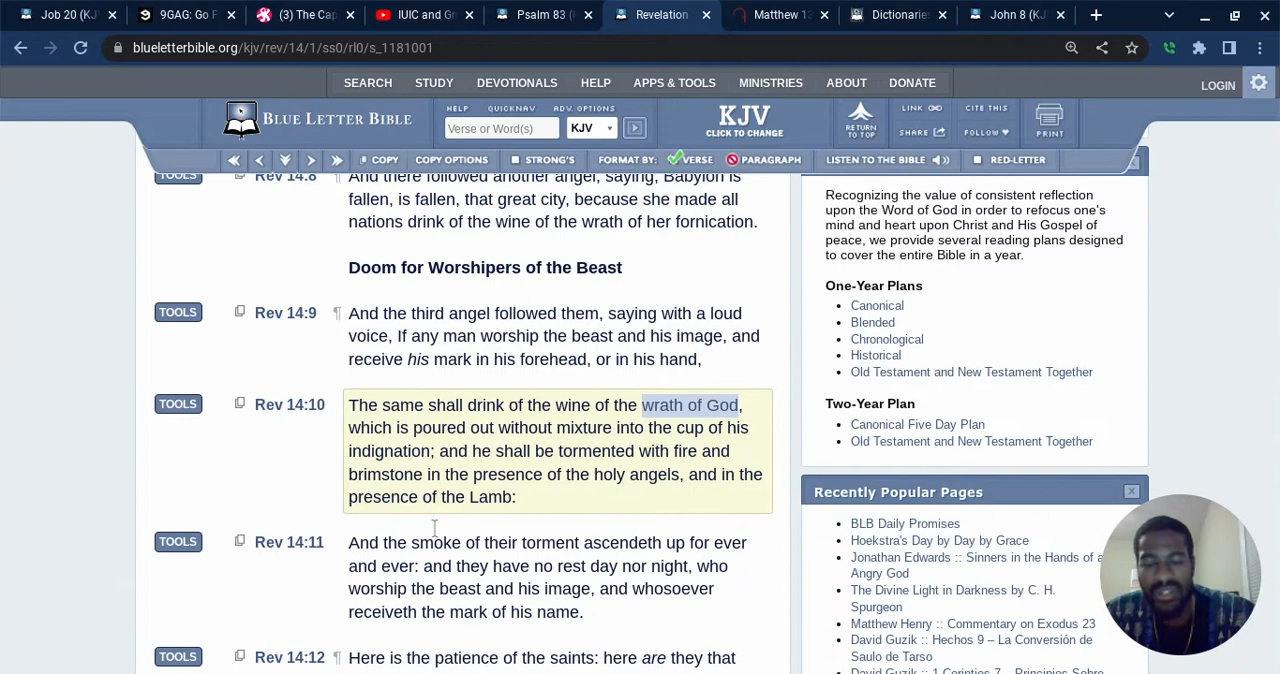 Job 20 (KJ
9GAG: Go F
(3) The Cap
IUIC and Gr
Psalm 83 (
Revelation
Matthew 13
Dictionaries
John 8 (KJ
blueletterbible.org/kjv/rev/14/1/ss0/rl0/s_1181001
SEARCH STUDY DEVOTIONALS HELP APPS & TOOLS MINISTRIES ABOUT DONATE
LOGIN
BLUE LETTER BIBLE
HELP QUICKNAV ADV. OPTIONS
Verse or Word(s) KJV
KJV
CLICK TO CHANGE
RETURN
TO TOP
LINK
SHARE
CITE THIS
FOLLOW
PRINT
COPY COPY OPTIONS STRONG'S FORMAT BY: VERSE PARAGRAPH LISTEN TO THE BIBLE RED-LETTER
TOOLS Rev 14:8 ¶ And there followed another angel, saying, Babylon is
fallen, is fallen, that great city, because she made all
nations drink of the wine of the wrath of her fornication.
Doom for Worshipers of the Beast
TOOLS Rev 14:9 ¶ And the third angel followed them, saying with a loud
voice, If any man worship the beast and his image, and
receive his mark in his forehead, or in his hand,
TOOLS Rev 14:10 The same shall drink of the wine of the wrath of God,
which is poured out without mixture into the cup of his
indignation; and he shall be tormented with fire and
brimstone in the presence of the holy angels, and in the
presence of the Lamb:
TOOLS Rev 14:11 And the smoke of their torment ascendeth up for ever
and ever: and they have no rest day nor night, who
worship the beast and his image, and whosoever
receiveth the mark of his name.
TOOLS Rev 14:12 ¶ Here is the patience of the saints: here are they that
Recognizing the value of consistent reflection
upon the Word of God in order to refocus one's
mind and heart upon Christ and His Gospel of
peace, we provide several reading plans designed
to cover the entire Bible in a year.
One-Year Plans
Canonical
Blended
Chronological
Historical
Old Testament and New Testament Together
Two-Year Plan
Canonical Five Day Plan
Old Testament and New Testament Together
Recently Popular Pages
BLB Daily Promises
Hoekstra's Day by Day by Grace
Jonathan Edwards :: Sinners in the Hands of a
Angry God
The Divine Light in Darkness by C. H.
Spurgeon
Matthew Henry :: Commentary on Exodus 23
David Guzik :: Hechos 9 – La Conversión de
Saulo de Tarso
David Guzik :: 1 Corintios 7 – Principios Sobre